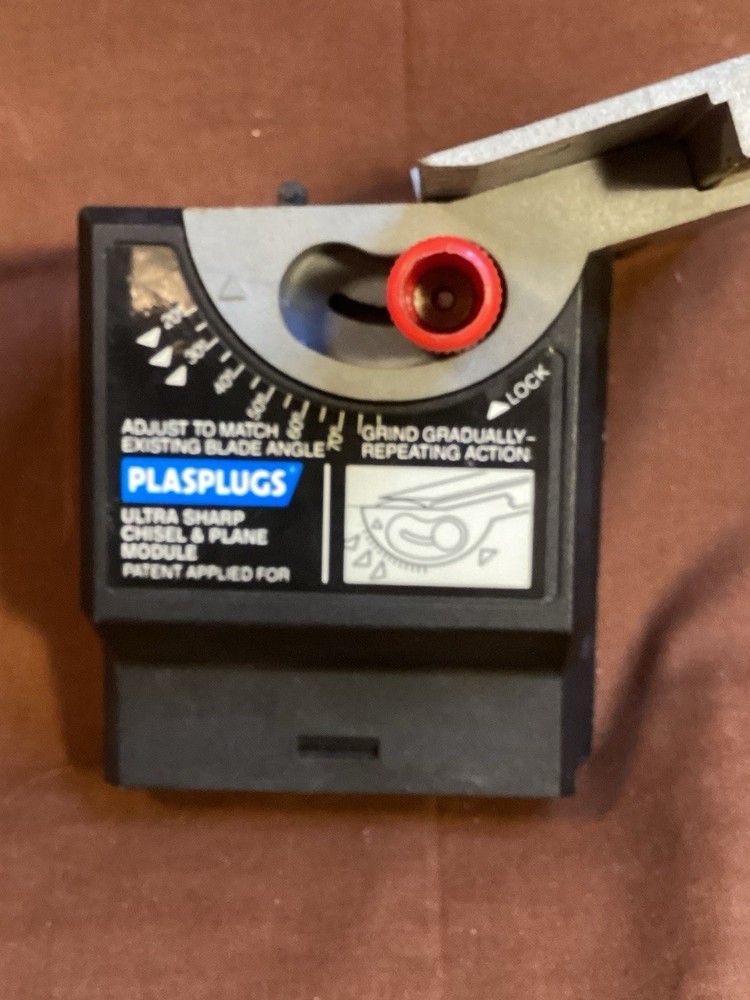 20°
30°
40°
50°
60°
70°
LOCK
ADJUST TO MATCH
EXISTING BLADE ANGLE
GRIND GRADUALLY-
REPEATING ACTION
PLASPLUGS
ULTRA SHARP
CHISEL & PLANE
MODULE
PATENT APPLIED FOR